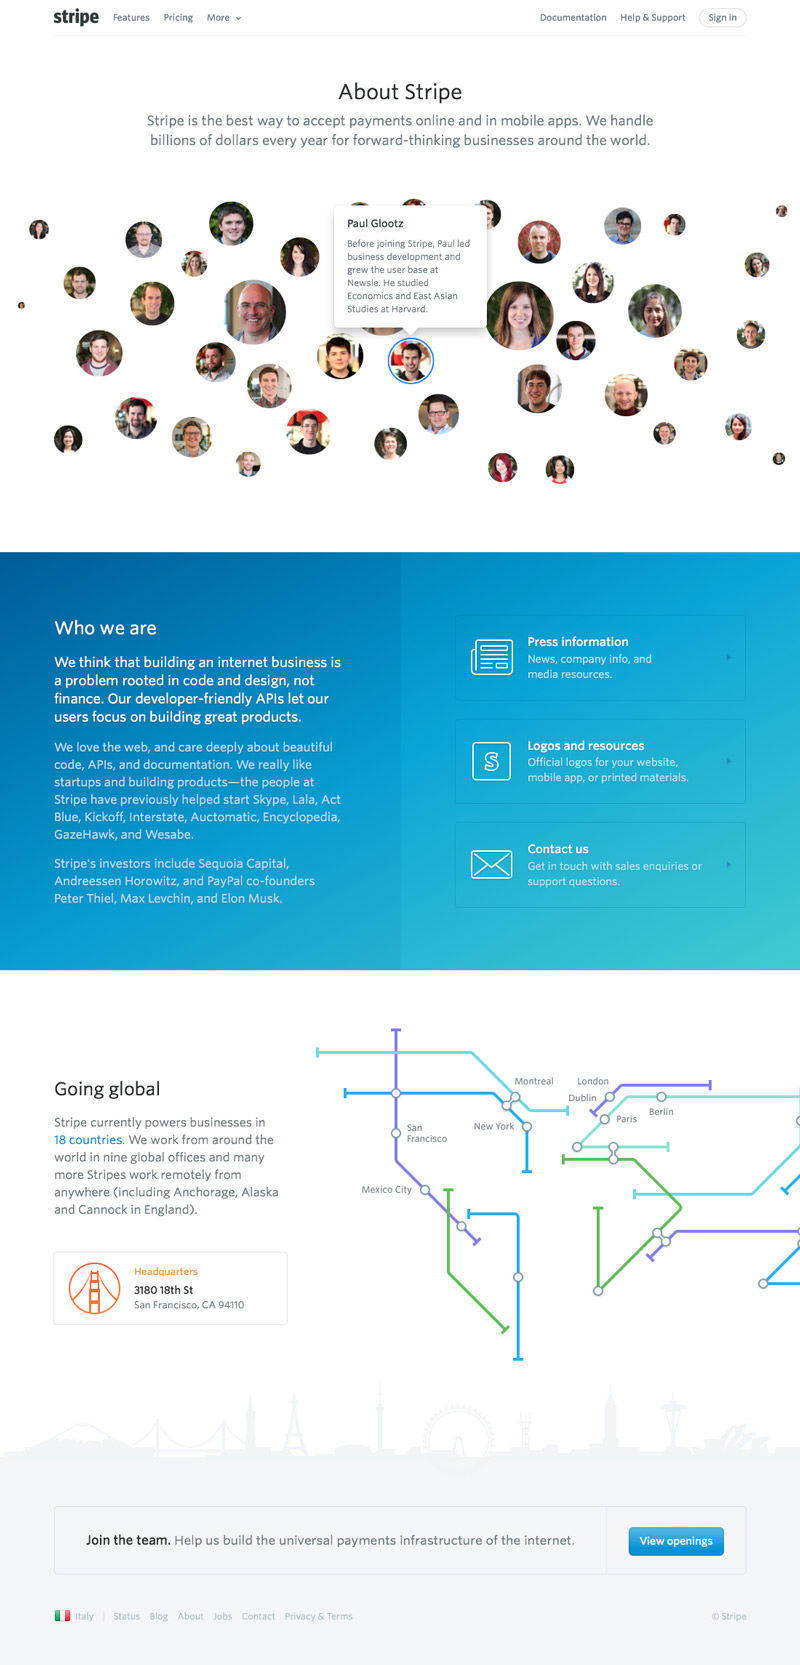 stripe Features Pricing More Documentation Help & Support Sign in
About Stripe
Stripe is the best way to accept payments online and in mobile apps. We handle
billions of dollars every year for forward-thinking businesses around the world.
Paul Glootz
Before joining Stripe, Paul led
business development and
grew the user base at
Newsle. He studied
Economics and East Asian
Studies at Harvard.
Who we are
We think that building an internet business is
a problem rooted in code and design, not
finance. Our developer-friendly APIs let our
users focus on building great products.
We love the web, and care deeply about beautiful
code, APIs, and documentation. We really like
startups and building products—the people at
Stripe have previously helped start Skype, Lala, Act
Blue, Kickoff, Interstate, Auctomatic, Encyclopedia,
GazeHawk, and Wesabe.
Stripe's investors include Sequoia Capital,
Andreessen Horowitz, and PayPal co-founders
Peter Thiel, Max Levchin, and Elon Musk.
Press information
News, company info, and
media resources.
S
Logos and resources
Official logos for your website,
mobile app, or printed materials.
Contact us
Get in touch with sales enquiries or
support questions.
Going global
Stripe currently powers businesses in
18 countries. We work from around the
world in nine global offices and many
more Stripes work remotely from
anywhere (including Anchorage, Alaska
and Cannock in England).
Headquarters
3180 18th St
San Francisco, CA 94110
Montreal
London
Dublin
Berlin
Paris
New York
San
Francisco
Mexico City
Join the team. Help us build the universal payments infrastructure of the internet.
View openings
Italy Status Blog About Jobs Contact Privacy & Terms © Stripe